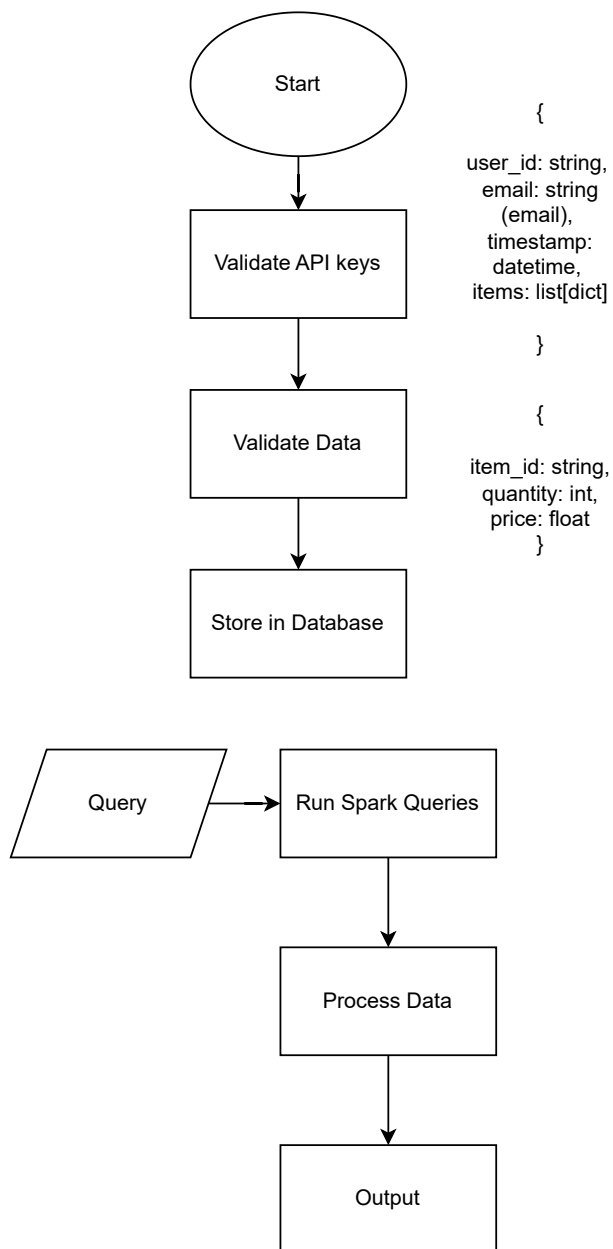 Start
{
user_id: string,
email: string
(email),
timestamp:
datetime,
items: list[dict]
}
Validate API keys
{
item_id: string,
quantity: int,
price: float
}
Validate Data
Store in Database
Query
Run Spark Queries
Process Data
Output